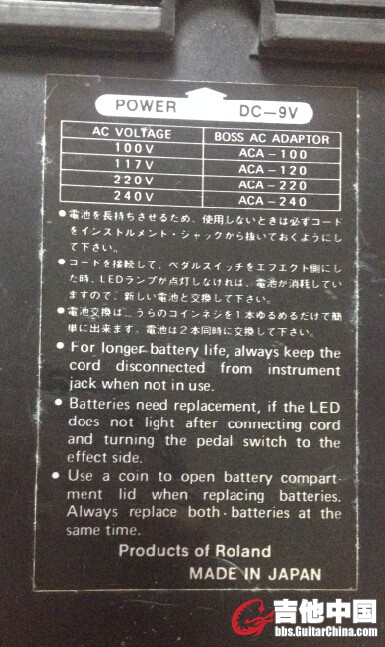 POWER DC-9V
AC VOLTAGE BOSS AC ADAPTOR
100V ACA-100
117V ACA-120
220V ACA-220
240V ACA-240
●電池を長持ちさせるため、使用しないときは必ずコード
をインストルメント・ジャックから抜いておくようにし
て下さい。
●コードを接続して、ペダルスイッチをエフェクト側にし
た時、LEDランプが点灯しなければ、電池が消耗してい
ますので、新しい電池と交換して下さい。
●電池交換は、うらのコインネジを1本ゆるめるだけで簡
単に出来ます。電池は2本同時に交換して下さい。
● For longer battery life, always keep the
cord disconnected from instrument
jack when not in use.
● Batteries need replacement, if the LED
does not light after connecting cord
and turning the pedal switch to the
effect side.
● Use a coin to open battery compart-
ment lid when replacing batteries.
Always replace both batteries at the
same time.
Products of Roland
MADE IN JAPAN
吉他中国
bbs.GuitarChina.com